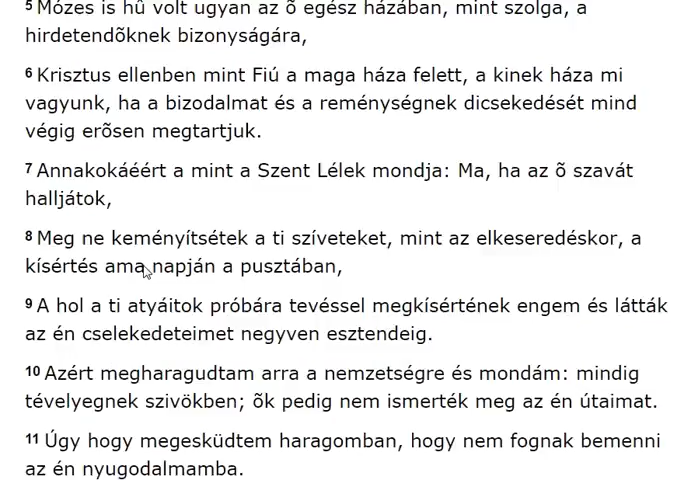 5 Mózes is hû volt ugyan az õ egész házában, mint szolga, a
hirdetendõknek bizonyságára,
6 Krisztus ellenben mint Fiú a maga háza felett, a kinek háza mi
vagyunk, ha a bizodalmat és a reménységnek dicsekedését mind
végig erõsen megtartjuk.
7 Annakokáéért a mint a Szent Lélek mondja: Ma, ha az õ szavát
halljátok,
8 Meg ne keményítsétek a ti szíveteket, mint az elkeseredéskor, a
kísértés ama napján a pusztában,
9 A hol a ti atyáitok próbára tevéssel megkísértének engem és látták
az én cselekedeteimet negyven esztendeig.
10 Azért megharagudtam arra a nemzetségre és mondám: mindig
tévelyegnek szivökben; õk pedig nem ismerték meg az én útaimat.
11 Úgy hogy megesküdtem haragomban, hogy nem fognak bemenni
az én nyugodalmamba.